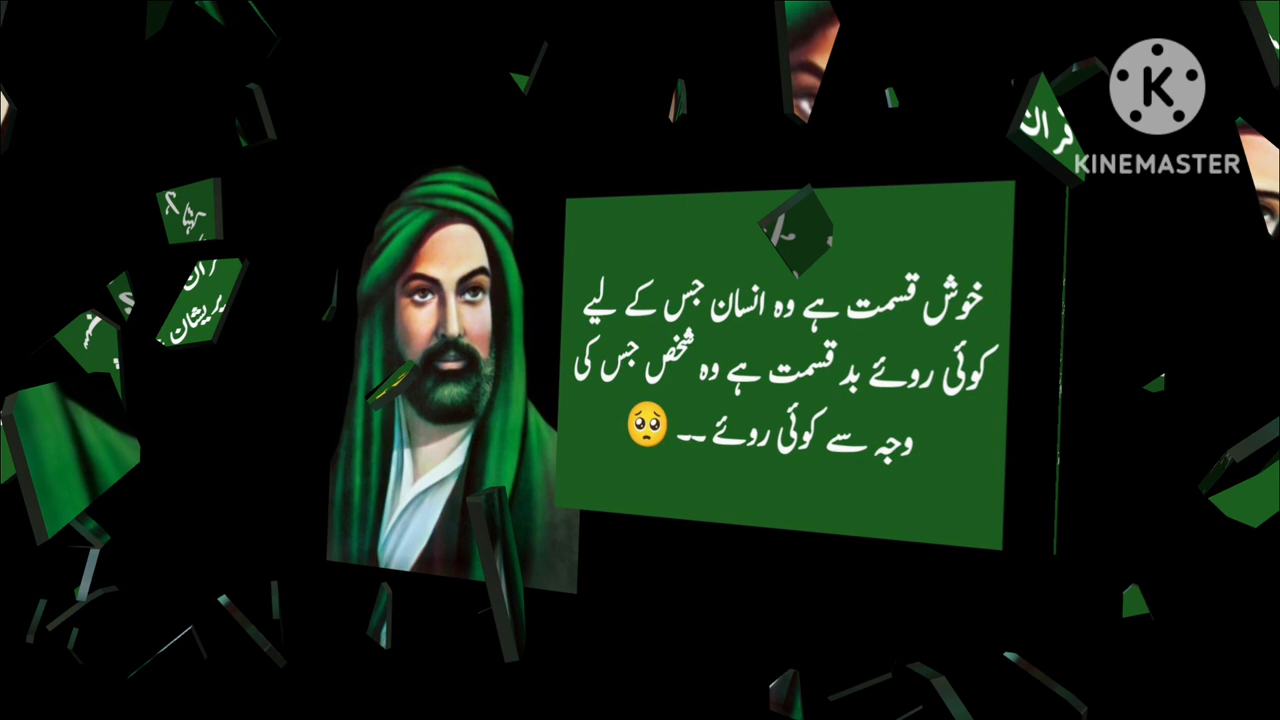 خوش قسمت ہے وہ انسان جس کے لیے
کوئی روئے بد قسمت ہے وہ شخص جس کی
وجہ سے کوئی روئے ۔۔ 🥺
KINEMASTER